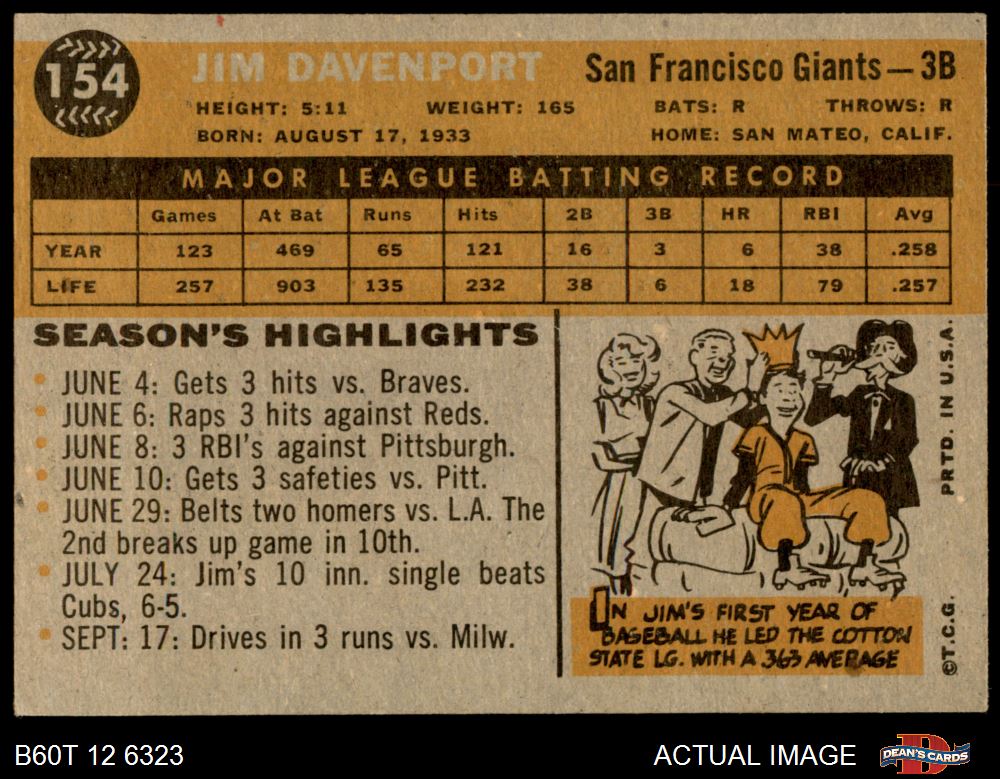 154
JIM DAVENPORT
San Francisco Giants—3B
HEIGHT: 5:11 WEIGHT: 165 BATS: R THROWS: R
BORN: AUGUST 17, 1933 HOME: SAN MATEO, CALIF.
MAJOR LEAGUE BATTING RECORD
Games At Bat Runs Hits 2B 3B HR RBI Avg
YEAR 123 469 65 121 16 3 6 38 .258
LIFE 257 903 135 232 38 6 18 79 .257
SEASON'S HIGHLIGHTS
• JUNE 4: Gets 3 hits vs. Braves.
• JUNE 6: Raps 3 hits against Reds.
• JUNE 8: 3 RBI's against Pittsburgh.
• JUNE 10: Gets 3 safeties vs. Pitt.
• JUNE 29: Belts two homers vs. L.A. The
2nd breaks up game in 10th.
• JULY 24: Jim's 10 inn. single beats
Cubs, 6-5.
• SEPT: 17: Drives in 3 runs vs. Milw.
IN JIM'S FIRST YEAR OF
BASEBALL HE LED THE COTTON
STATE LG. WITH A .363 AVERAGE
©T.C.G. PRTD. IN U.S.A.
B60T 12 6323
ACTUAL IMAGE
DEAN'S CARDS